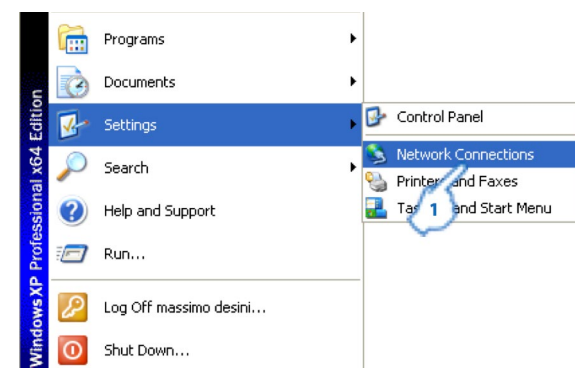 Windows XP Professional x64 Edition
Programs
Documents
Settings
Search
Help and Support
Run...
Log Off massimo desini...
Shut Down...
Control Panel
Network Connections
Printers and Faxes
and Start Menu
1